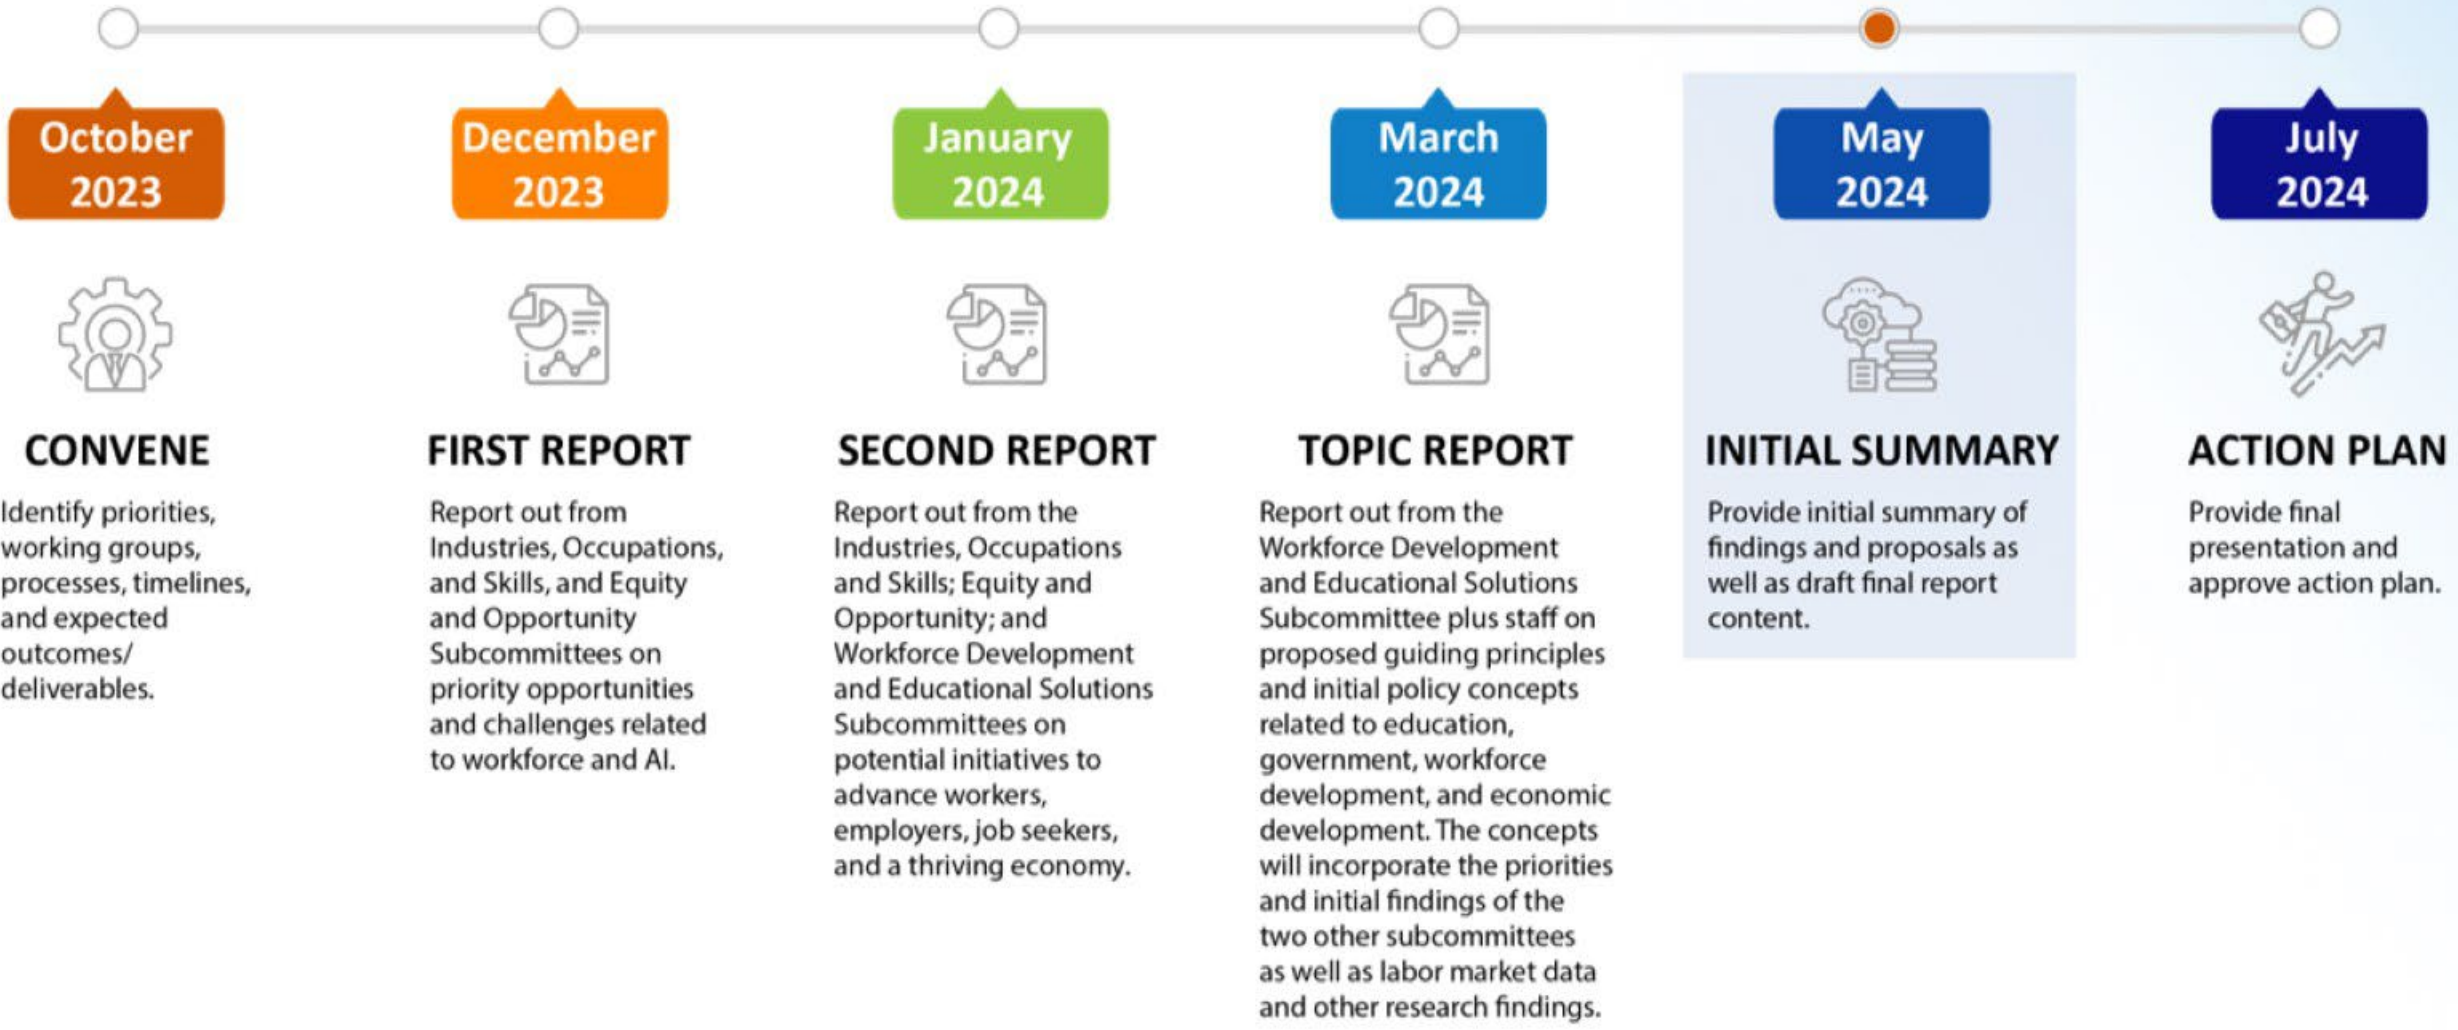 October
2023
CONVENE
Identify priorities,
working groups,
processes, timelines,
and expected
outcomes/
deliverables.
December
2023
FIRST REPORT
Report out from
Industries, Occupations,
and Skills, and Equity
and Opportunity
Subcommittees on
priority opportunities
and challenges related
to workforce and AI.
January
2024
SECOND REPORT
Report out from the
Industries, Occupations
and Skills; Equity and
Opportunity; and
Workforce Development
and Educational Solutions
Subcommittees on
potential initiatives to
advance workers,
employers, job seekers,
and a thriving economy.
March
2024
TOPIC REPORT
Report out from the
Workforce Development
and Educational Solutions
Subcommittee plus staff on
proposed guiding principles
and initial policy concepts
related to education,
government, workforce
development, and economic
development. The concepts
will incorporate the priorities
and initial findings of the
two other subcommittees
as well as labor market data
and other research findings.
May
2024
INITIAL SUMMARY
Provide initial summary of
findings and proposals as
well as draft final report
content.
July
2024
ACTION PLAN
Provide final
presentation and
approve action plan.